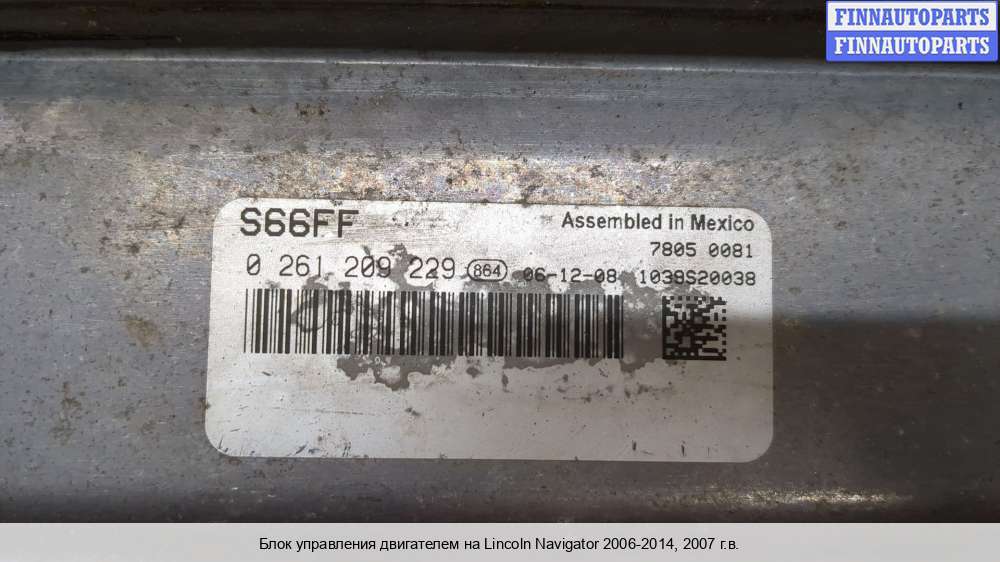 FINNAUTOPARTS
FINNAUTOPARTS
S66FF
Assembled in Mexico
7805 0081
0 261 209 229 864 06-12-08 1039S20038
Блок управления двигателем на Lincoln Navigator 2006-2014, 2007 г.в.